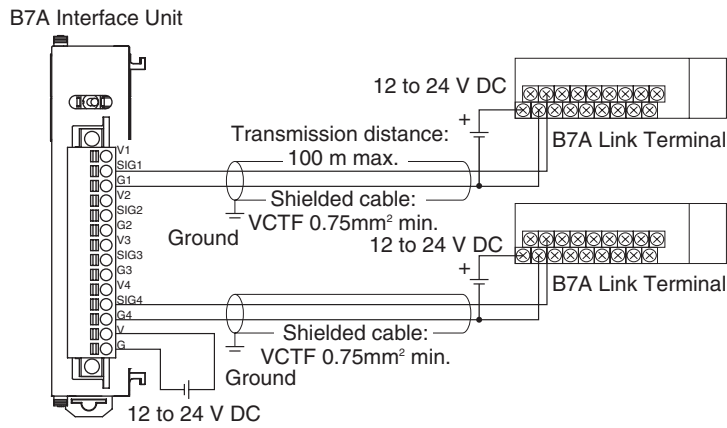 B7A Interface Unit
12 to 24 V DC
+
B7A Link Terminal
Transmission distance:
100 m max.
Shielded cable:
VCTF 0.75mm² min.
Ground
V1
SIG1
G1
V2
SIG2
G2
V3
SIG3
G3
V4
SIG4
G4
V
G
12 to 24 V DC
+
B7A Link Terminal
Shielded cable:
VCTF 0.75mm² min.
Ground
12 to 24 V DC